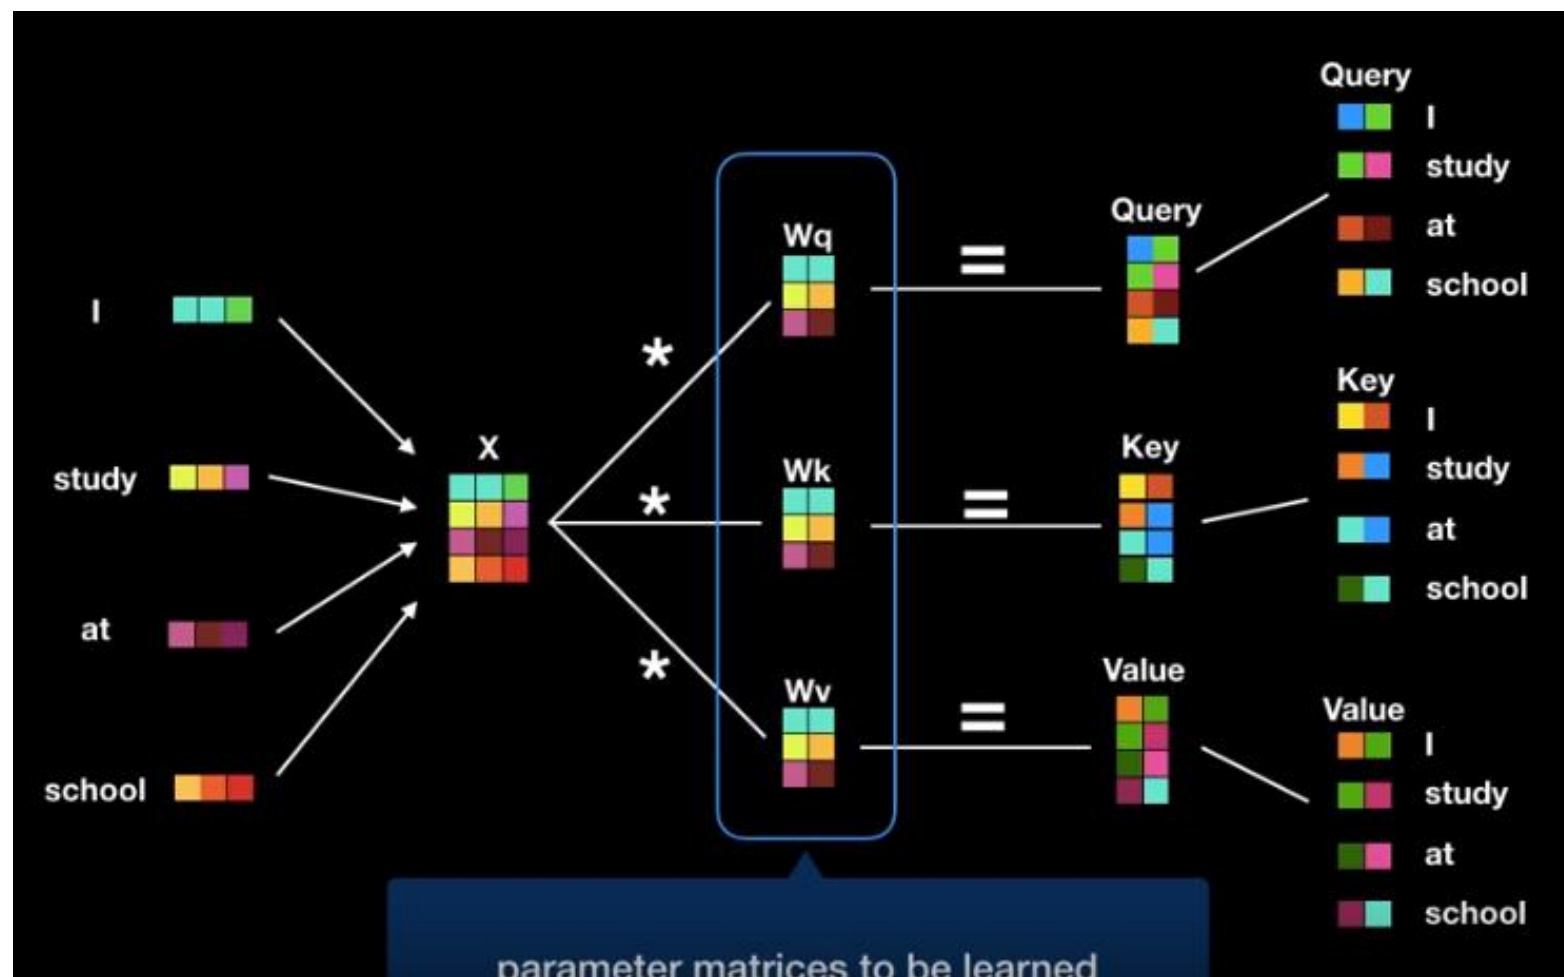 I
study
at
school
X
*
*
*
Wq
Wk
Wv
=
=
=
Query
Key
Value
Query
I
study
at
school
Key
I
study
at
school
Value
I
study
at
school
parameter matrices to be learned